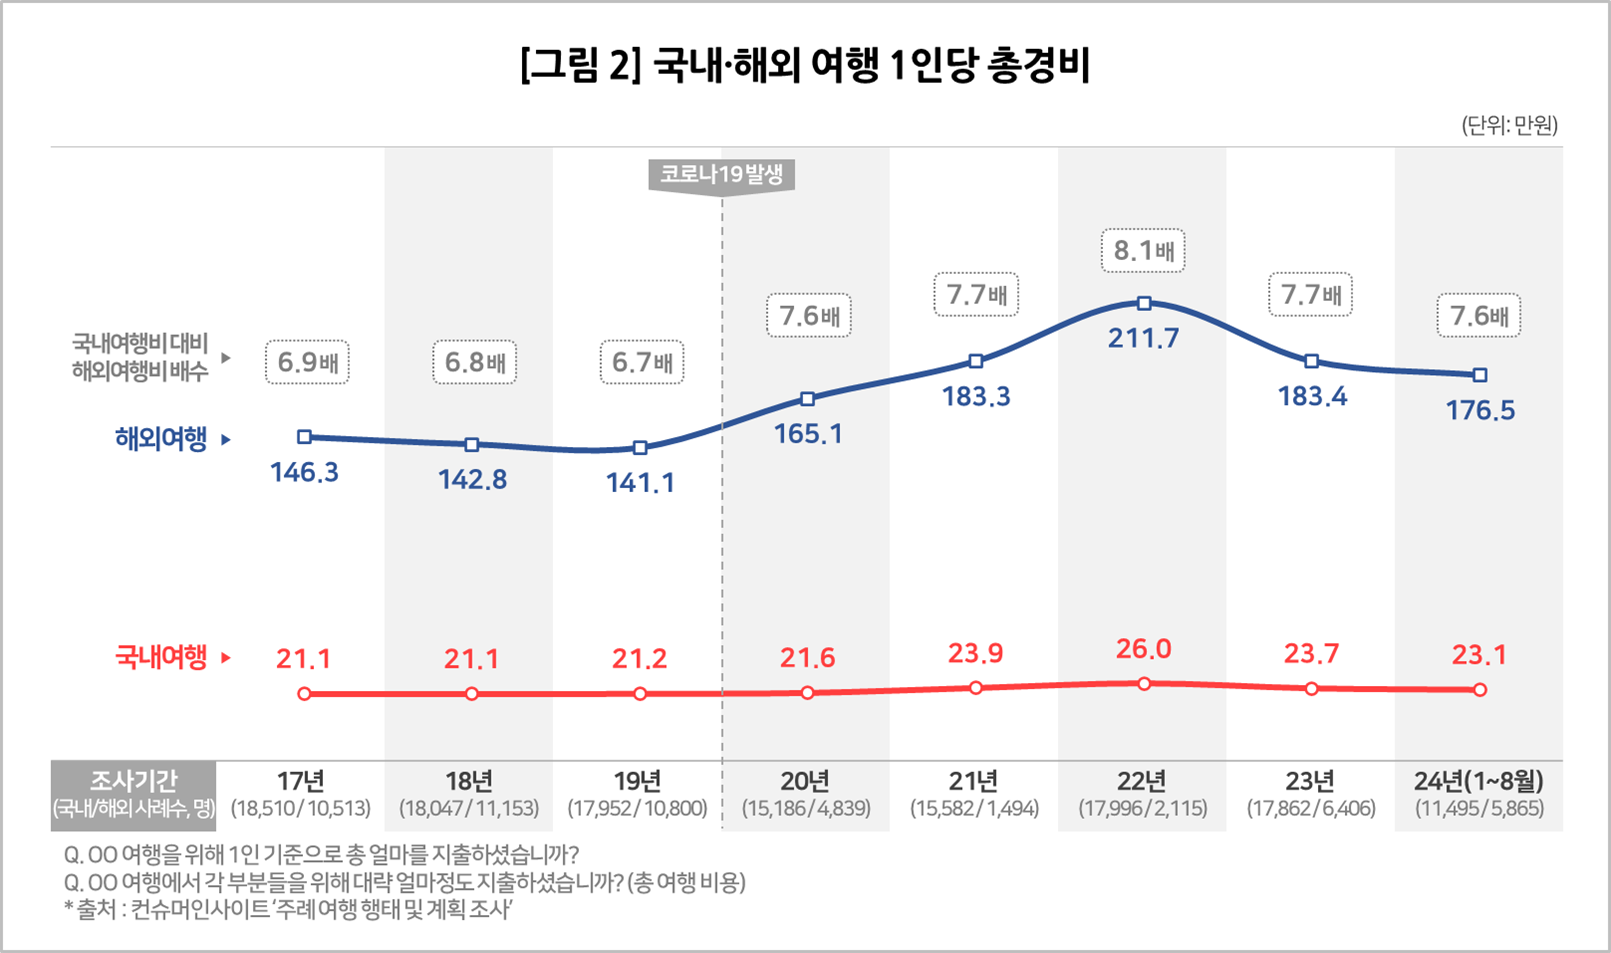 [그림 2] 국내·해외 여행 1인당 총경비
(단위: 만원)
코로나19 발생
국내여행비 대비
해외여행비 배수 ▶ 6.9배 6.8배 6.7배 7.6배 7.7배 8.1배 7.7배 7.6배
해외여행 ▶ 146.3 142.8 141.1 165.1 183.3 211.7 183.4 176.5
국내여행 ▶ 21.1 21.1 21.2 21.6 23.9 26.0 23.7 23.1
조사기간 17년 18년 19년 20년 21년 22년 23년 24년(1~8월)
(국내/해외 사례수, 명) (18,510/10,513) (18,047/11,153) (17,952/10,800) (15,186/4,839) (15,582/1,494) (17,996/2,115) (17,862/6,406) (11,495/5,865)
Q. OO 여행을 위해 1인 기준으로 총 얼마를 지출하셨습니까?
Q. OO 여행에서 각 부분들을 위해 대략 얼마정도 지출하셨습니까? (총 여행 비용)
* 출처 : 컨슈머인사이트 ‘주례 여행 행태 및 계획 조사’